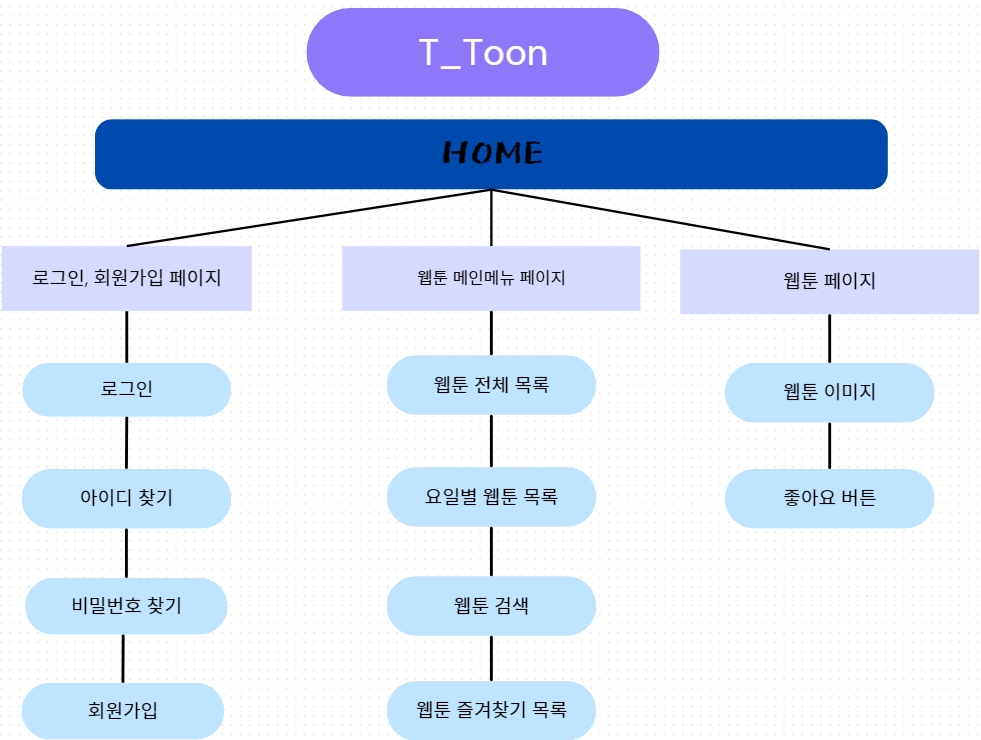 T_Toon
HOME
로그인, 회원가입 페이지
로그인
아이디 찾기
비밀번호 찾기
회원가입
웹툰 메인메뉴 페이지
웹툰 전체 목록
요일별 웹툰 목록
웹툰 검색
웹툰 즐겨찾기 목록
웹툰 페이지
웹툰 이미지
좋아요 버튼